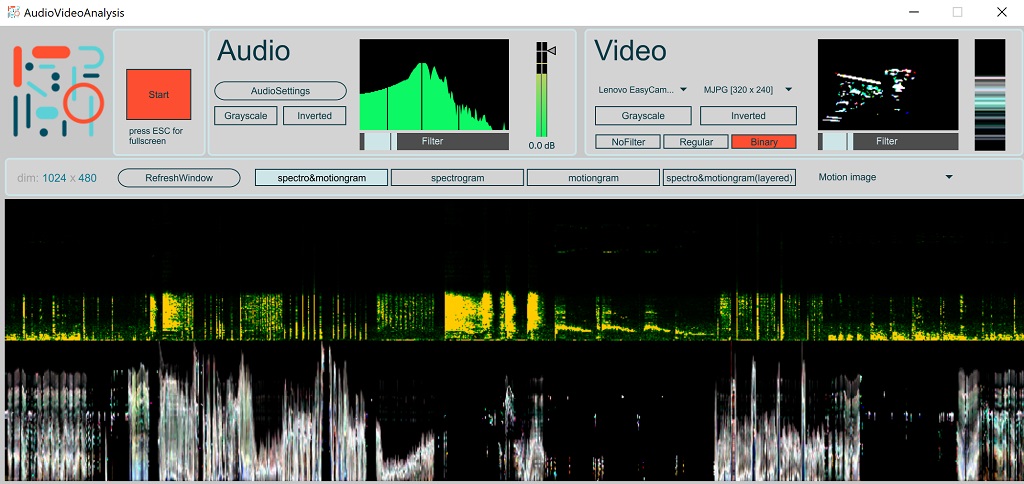 AudioVideoAnalysis
Start
press ESC for
fullscreen
Audio
AudioSettings
Grayscale
Inverted
Filter
0.0 dB
Video
Lenovo EasyCam...
MJPG [320 x 240]
Grayscale
Inverted
NoFilter
Regular
Binary
Filter
dim: 1024 x 480
RefreshWindow
spectro&motiongram
spectrogram
motiongram
spectro&motiongram(layered)
Motion image